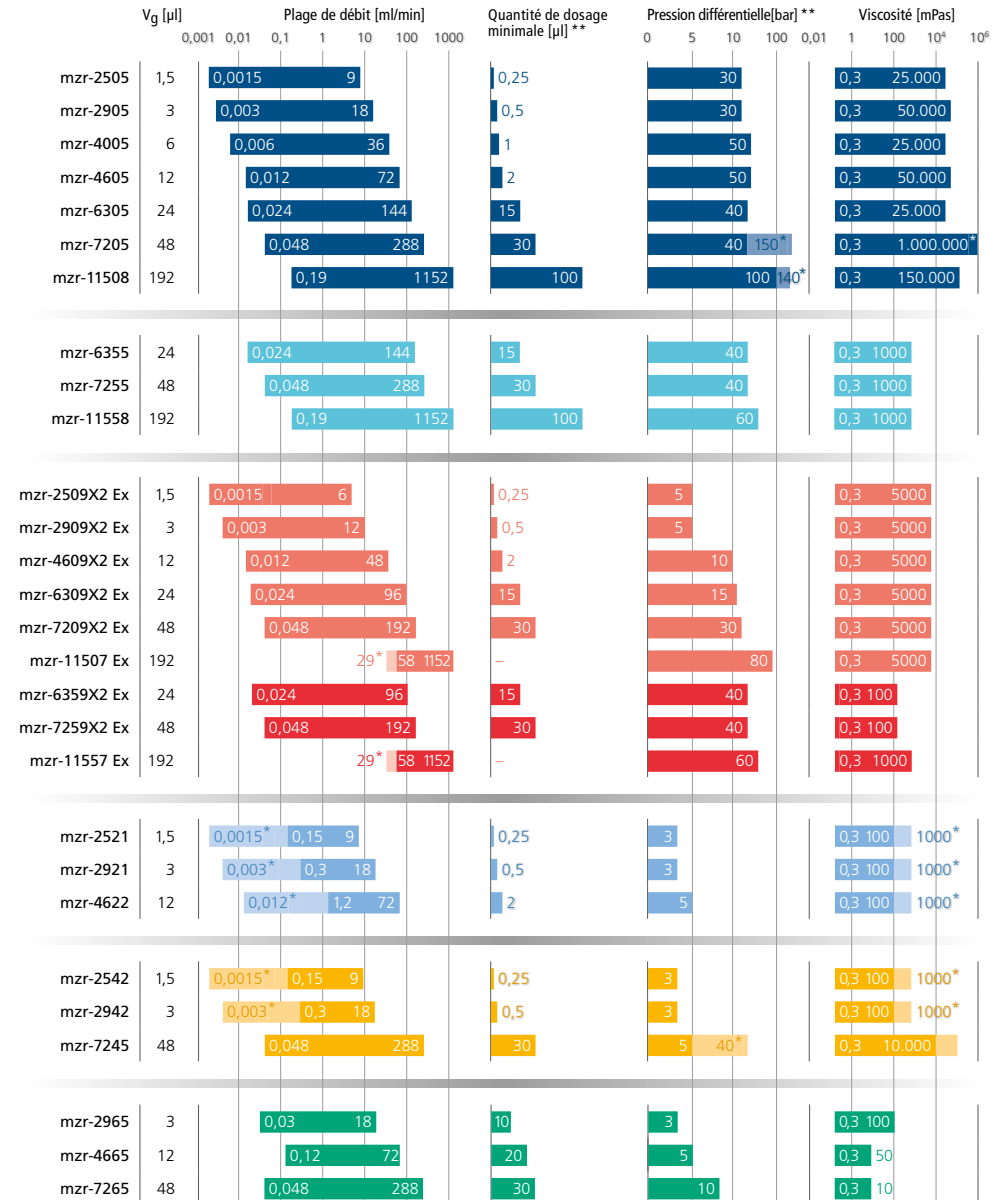 Vg [µl] Plage de débit [ml/min] Quantité de dosage minimale [µl] ** Pression différentielle[bar] ** Viscosité [mPas]
0,001 0,01 0,1 1 10 100 1000 0 5 10 100 0,01 1 100 10⁴ 10⁶
mzr-2505 1,5 0,0015 9 0,25 30 0,3 25.000
mzr-2905 3 0,003 18 0,5 30 0,3 50.000
mzr-4005 6 0,006 36 1 50 0,3 25.000
mzr-4605 12 0,012 72 2 50 0,3 50.000
mzr-6305 24 0,024 144 15 40 0,3 25.000
mzr-7205 48 0,048 288 30 40 150* 0,3 1.000.000*
mzr-11508 192 0,19 1152 100 100 140* 0,3 150.000
mzr-6355 24 0,024 144 15 40 0,3 1000
mzr-7255 48 0,048 288 30 40 0,3 1000
mzr-11558 192 0,19 1152 100 60 0,3 1000
mzr-2509X2 Ex 1,5 0,0015 6 0,25 5 0,3 5000
mzr-2909X2 Ex 3 0,003 12 0,5 5 0,3 5000
mzr-4609X2 Ex 12 0,012 48 2 10 0,3 5000
mzr-6309X2 Ex 24 0,024 96 15 15 0,3 5000
mzr-7209X2 Ex 48 0,048 192 30 30 0,3 5000
mzr-11507 Ex 192 29* 58 1152 – 80 0,3 5000
mzr-6359X2 Ex 24 0,024 96 15 40 0,3 100
mzr-7259X2 Ex 48 0,048 192 30 40 0,3 100
mzr-11557 Ex 192 29* 58 1152 – 60 0,3 1000
mzr-2521 1,5 0,0015* 0,15 9 0,25 3 0,3 100 1000*
mzr-2921 3 0,003* 0,3 18 0,5 3 0,3 100 1000*
mzr-4622 12 0,012* 1,2 72 2 5 0,3 100 1000*
mzr-2542 1,5 0,0015* 0,15 9 0,25 3 0,3 100 1000*
mzr-2942 3 0,003* 0,3 18 0,5 3 0,3 100 1000*
mzr-7245 48 0,048 288 30 5 40* 0,3 10.000
mzr-2965 3 0,03 18 10 3 0,3 100
mzr-4665 12 0,12 72 20 5 0,3 50
mzr-7265 48 0,048 288 30 10 0,3 10